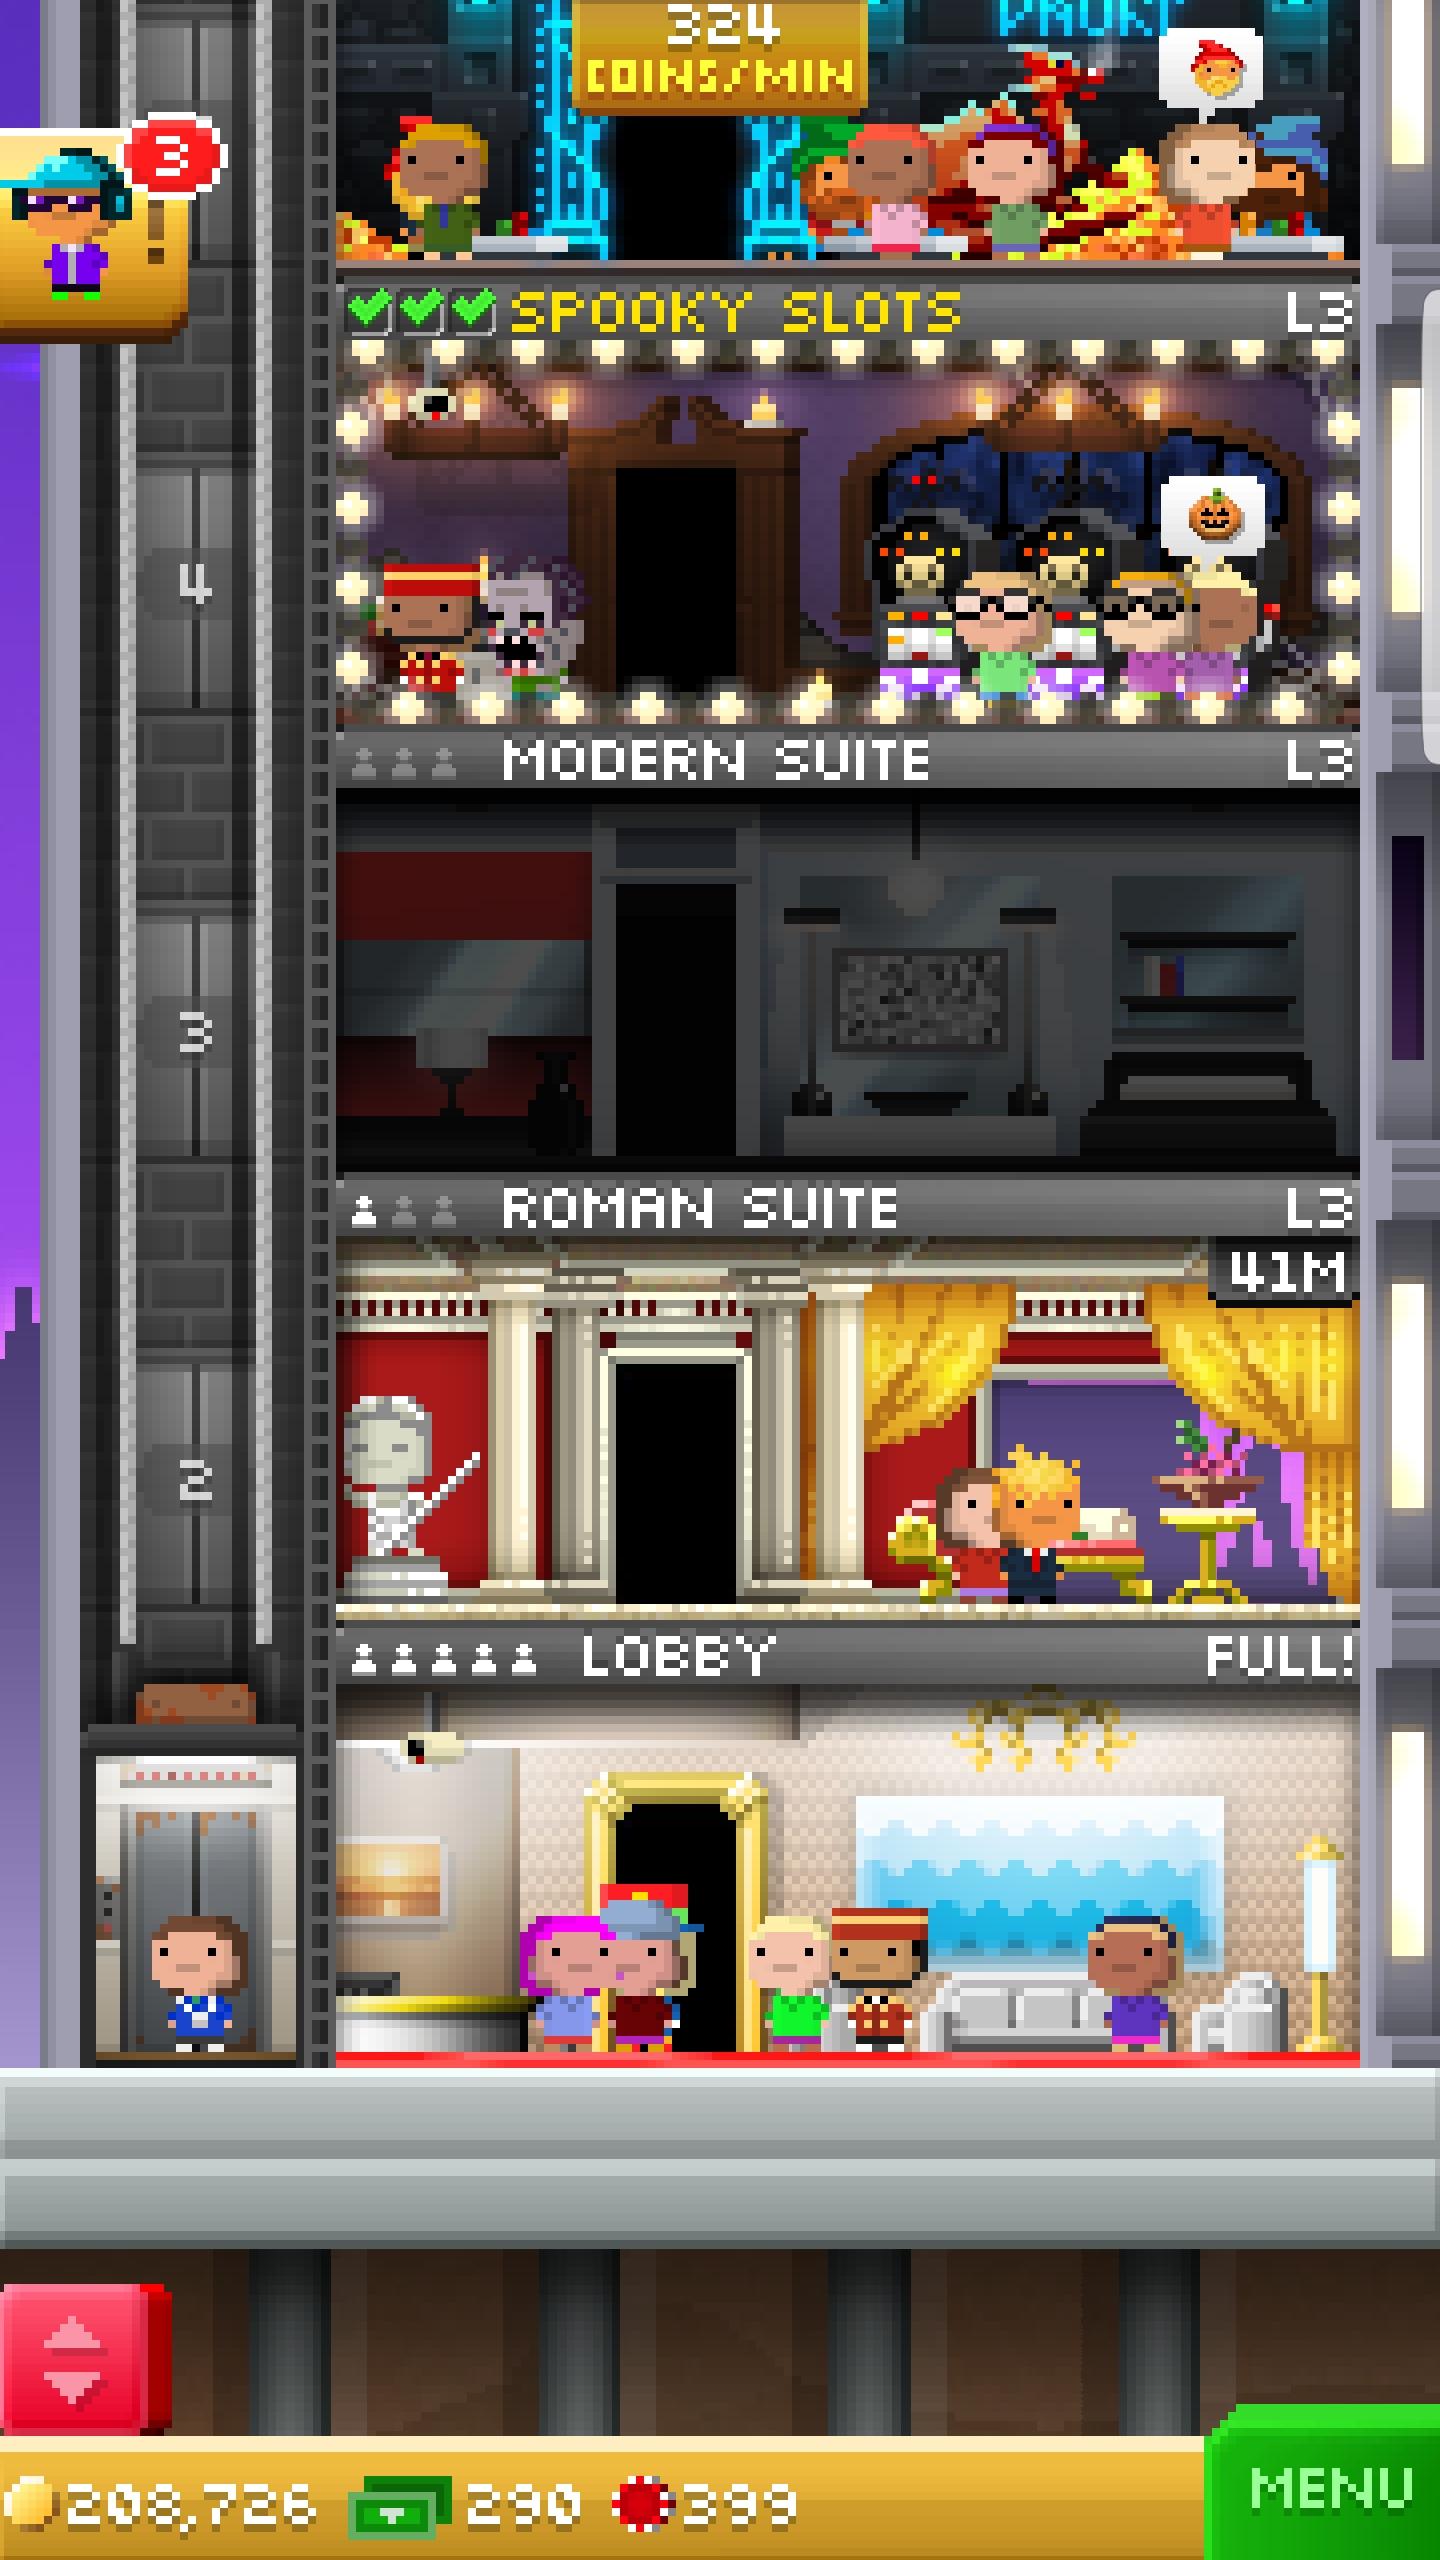 324
COINS/MIN
3
SPOOKY SLOTS L3
4
MODERN SUITE L3
3
ROMAN SUITE L3
41M
2
LOBBY FULL!
208,726 290 399
MENU